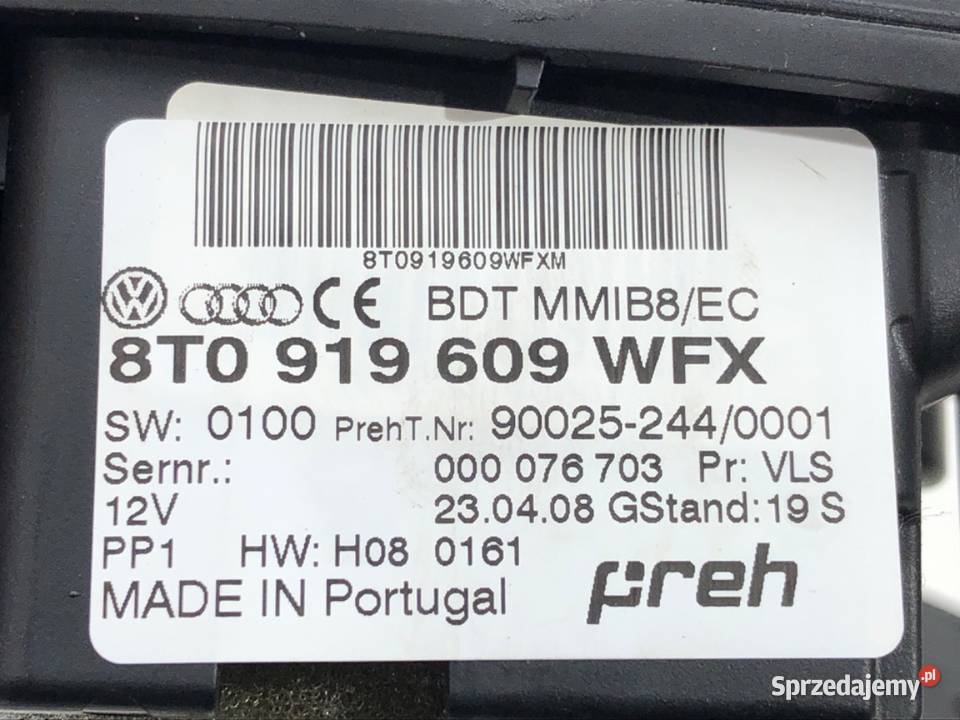 8T0919609WFXM
CE BDT MMIB8/EC
8T0 919 609 WFX
SW: 0100 PrehT.Nr: 90025-244/0001
Sernr.: 000 076 703 Pr: VLS
12V 23.04.08 GStand: 19 S
PP1 HW: H08 0161
MADE IN Portugal preh
Sprzedajemy.pl